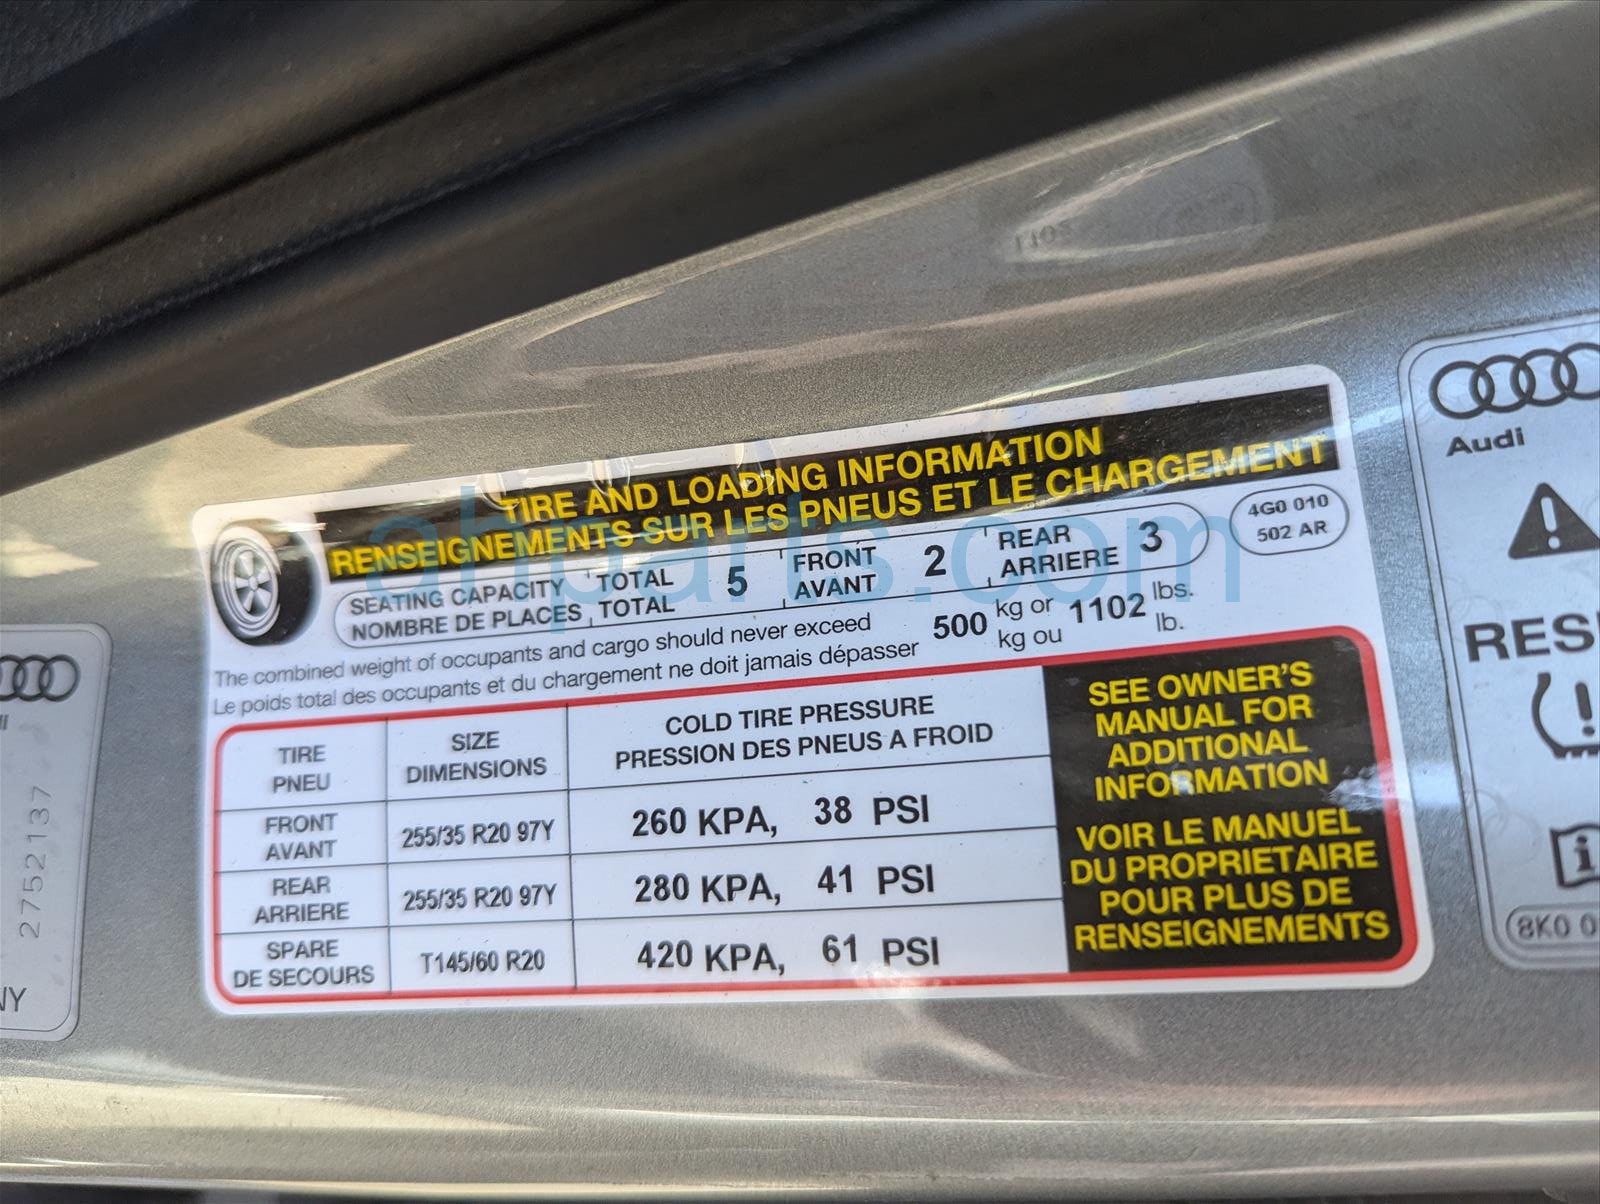 TIRE AND LOADING INFORMATION
RENSEIGNEMENTS SUR LES PNEUS ET LE CHARGEMENT
SEATING CAPACITY TOTAL 5 FRONT 2 REAR 3
NOMBRE DE PLACES TOTAL AVANT ARRIERE
4G0 010
502 AR
The combined weight of occupants and cargo should never exceed 500 kg or 1102 lbs.
Le poids total des occupants et du chargement ne doit jamais dépasser kg ou lb.
TIRE
PNEU
SIZE
DIMENSIONS
COLD TIRE PRESSURE
PRESSION DES PNEUS A FROID
FRONT
AVANT
255/35 R20 97Y
260 KPA, 38 PSI
REAR
ARRIERE
255/35 R20 97Y
280 KPA, 41 PSI
SPARE
DE SECOURS
T145/60 R20
420 KPA, 61 PSI
SEE OWNER'S
MANUAL FOR
ADDITIONAL
INFORMATION
VOIR LE MANUEL
DU PROPRIETAIRE
POUR PLUS DE
RENSEIGNEMENTS
Audi
RES
i
8K0 0
2752137
NY
ahparts.com